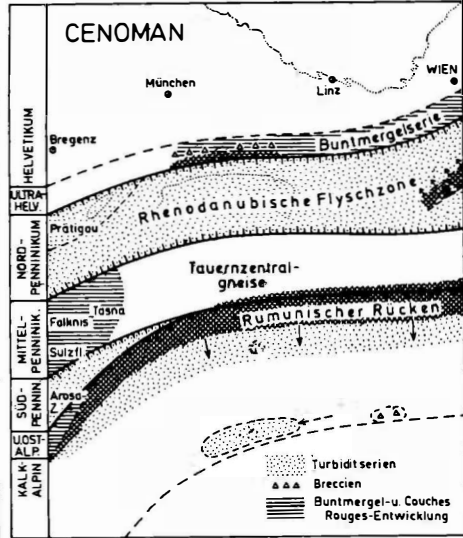 CENOMAN
WIEN
München
Linz
Bregenz
HELVETIKUM
Buntmergelserie
ULTRA-
HELV.
Rhenodanubische Flyschzone
Prätigau
NORD-
PENNINIKUM
Tauernzentral-
gneise
Tasna
Falknis
Sulzfl.
MITTEL-
PENNINIK.
Rumunischer Rücken
SÜD-
PENNIN.
Arosa-
Z.
U.OST-
ALP.
KALK-
ALPIN
Turbiditserien
Breccien
Buntmergel-u. Couches
Rouges-Entwicklung